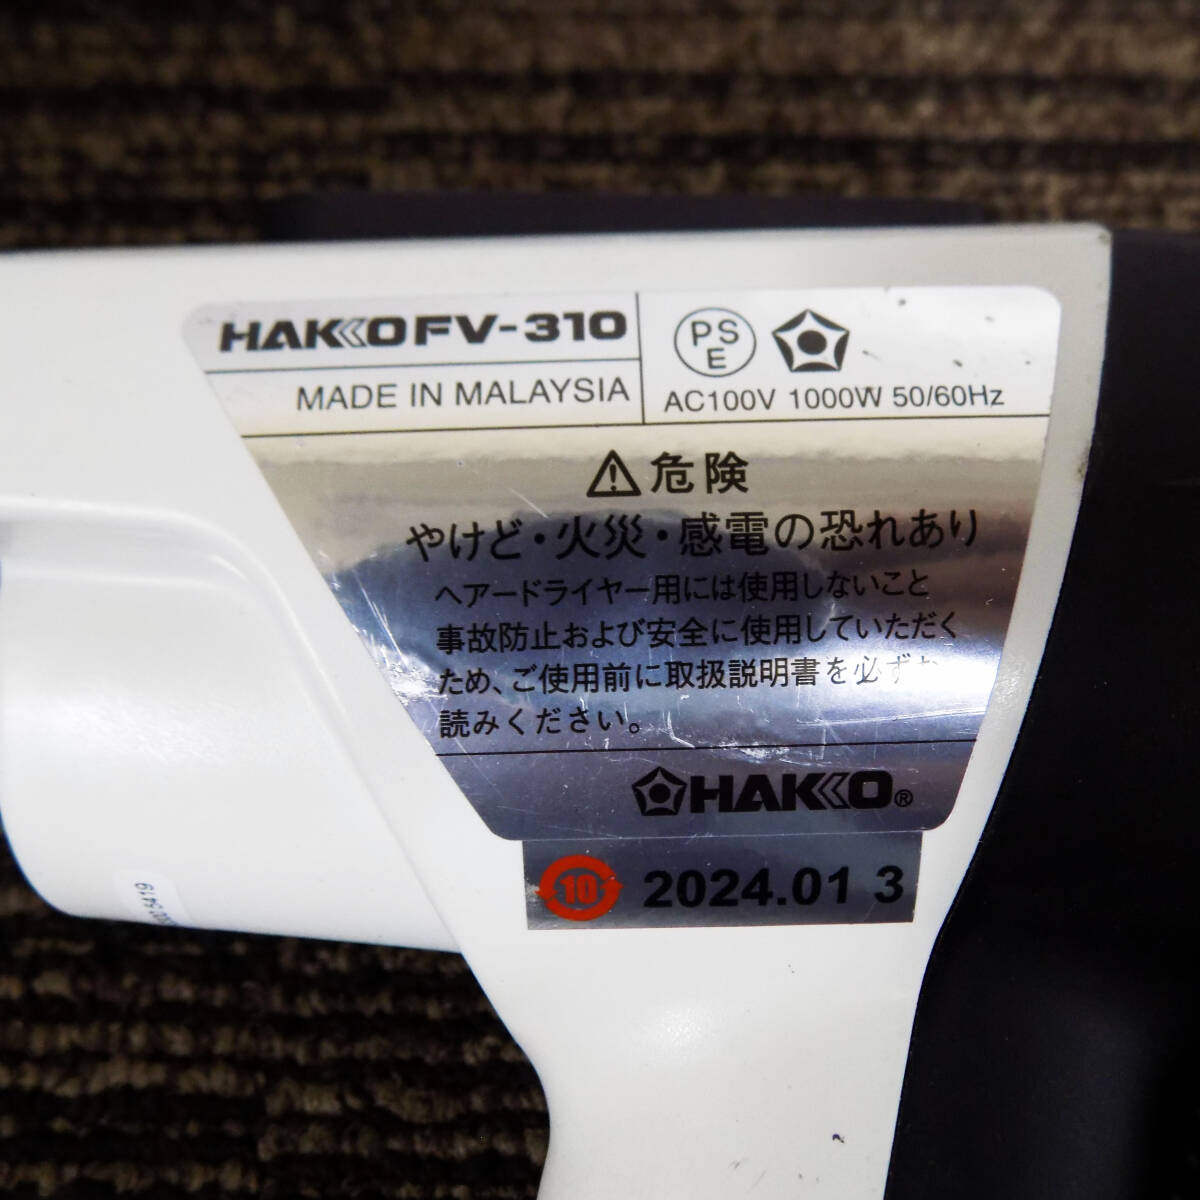 HAKKO FV-310
MADE IN MALAYSIA
PS
E
AC100V 1000W 50/60Hz
危険
やけど・火災・感電の恐れあり
ヘアードライヤー用には使用しないこと
事故防止および安全に使用していただく
ため、ご使用前に取扱説明書を必ず
読みください。
HAKKO®
10 2024.01 3